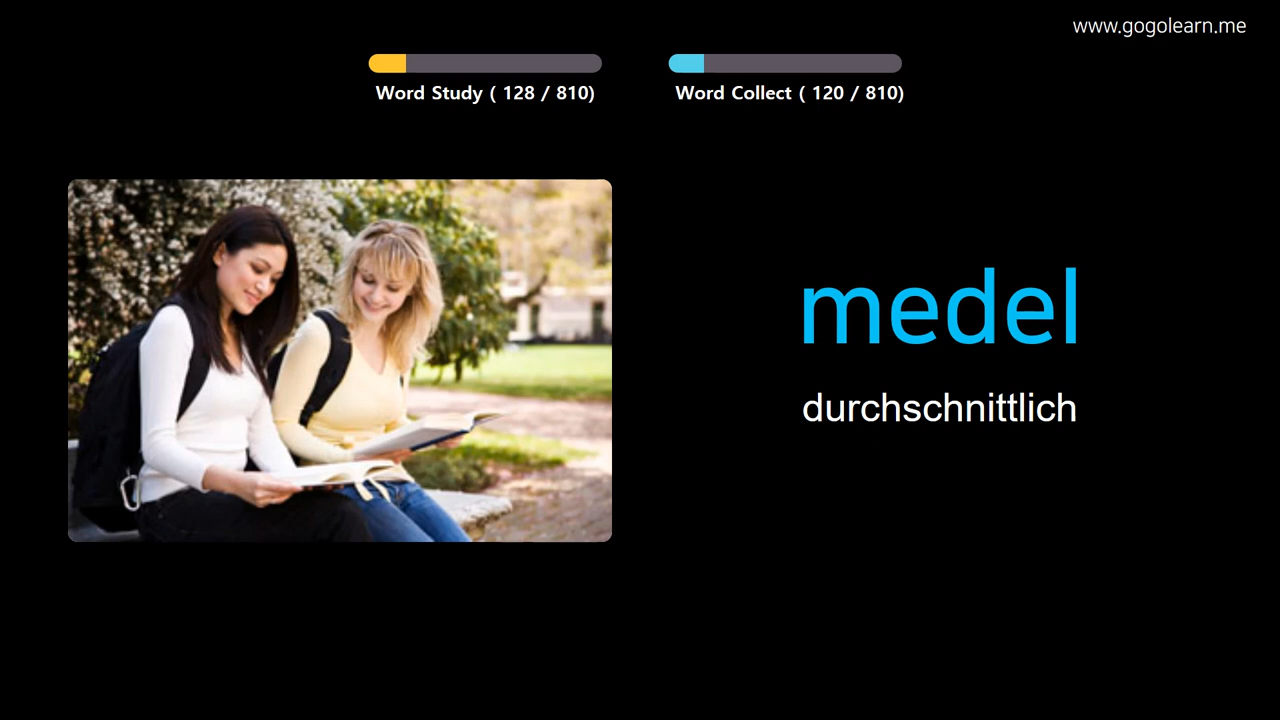 www.gogolearn.me
Word Study ( 128 / 810)
Word Collect ( 120 / 810)
medel
durchschnittlich